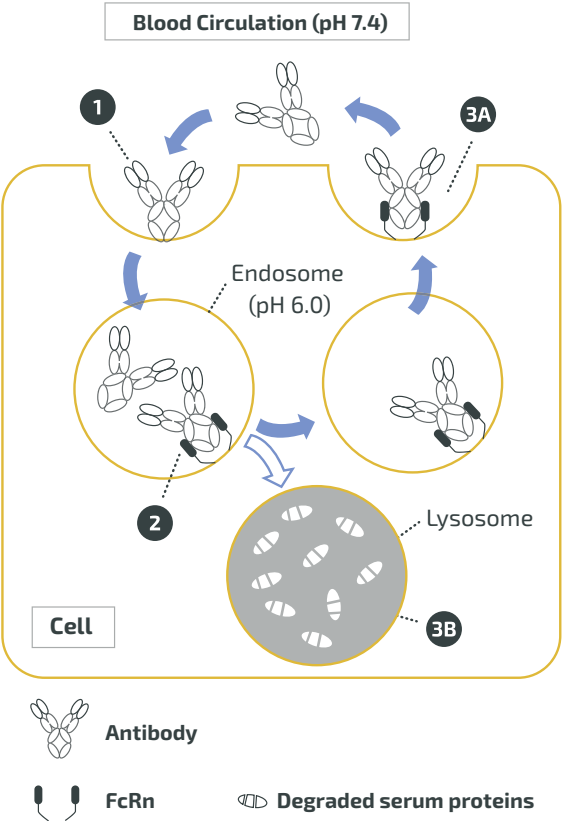 Blood Circulation (pH 7.4)
1
3A
Endosome
(pH 6.0)
2
Lysosome
3B
Cell
Antibody
FcRn
Degraded serum proteins